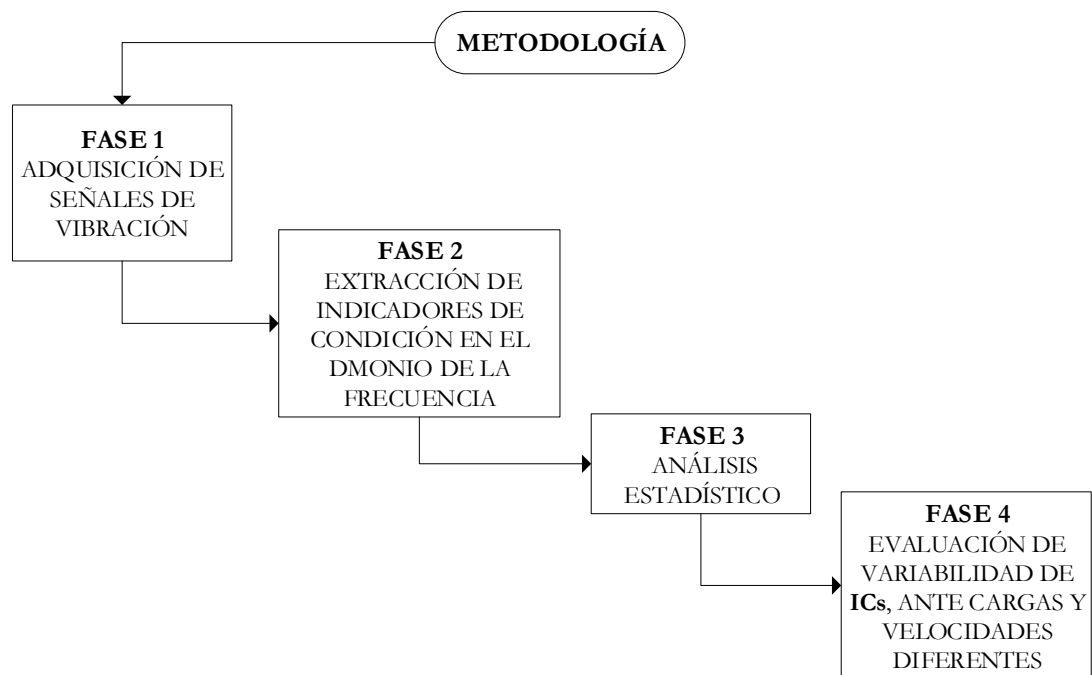 METODOLOGÍA
FASE 1
ADQUISICIÓN DE
SEÑALES DE
VIBRACIÓN
FASE 2
EXTRACCIÓN DE
INDICADORES DE
CONDICIÓN EN EL
DMONIO DE LA
FRECUENCIA
FASE 3
ANÁLISIS
ESTADÍSTICO
FASE 4
EVALUACIÓN DE
VARIABILIDAD DE
ICs, ANTE CARGAS Y
VELOCIDADES
DIFERENTES